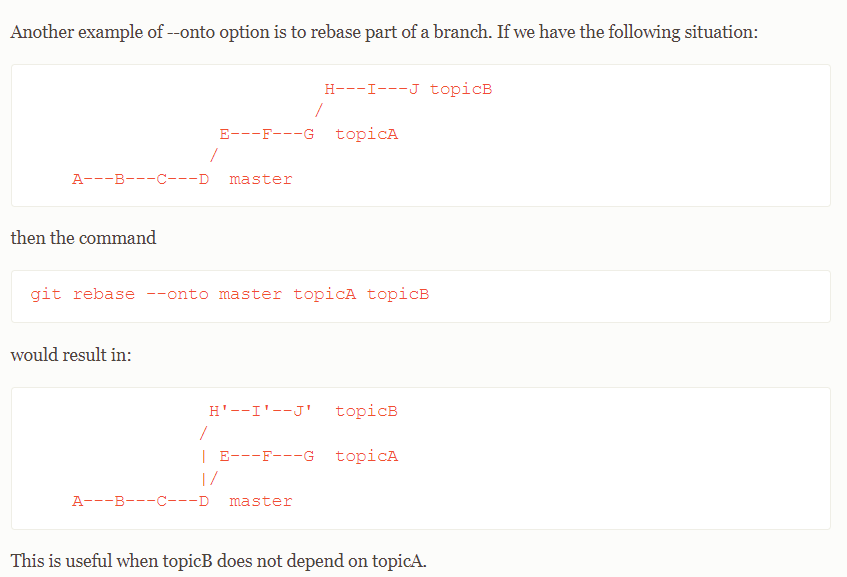 Another example of --onto option is to rebase part of a branch. If we have the following situation:
                        H---I---J topicB
                       /
              E---F---G  topicA
             /
A---B---C---D  master
then the command
git rebase --onto master topicA topicB
would result in:
             H'--I'--J'  topicB
            /
            | E---F---G  topicA
            |/
A---B---C---D  master
This is useful when topicB does not depend on topicA.